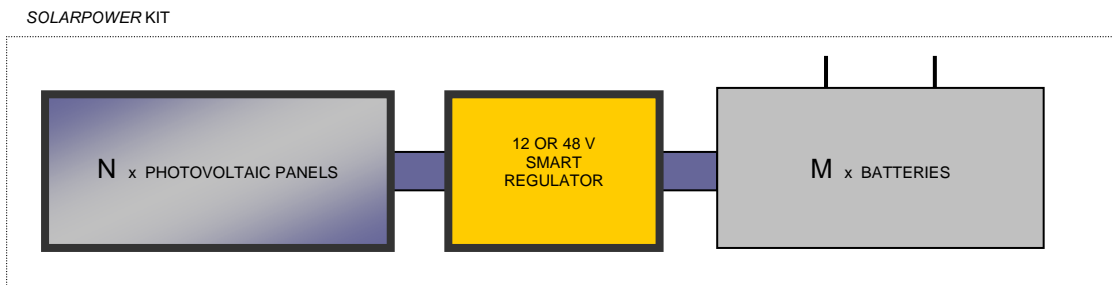 SOLARPOWER KIT
N x PHOTOVOLTAIC PANELS
12 OR 48 V
SMART
REGULATOR
M x BATTERIES